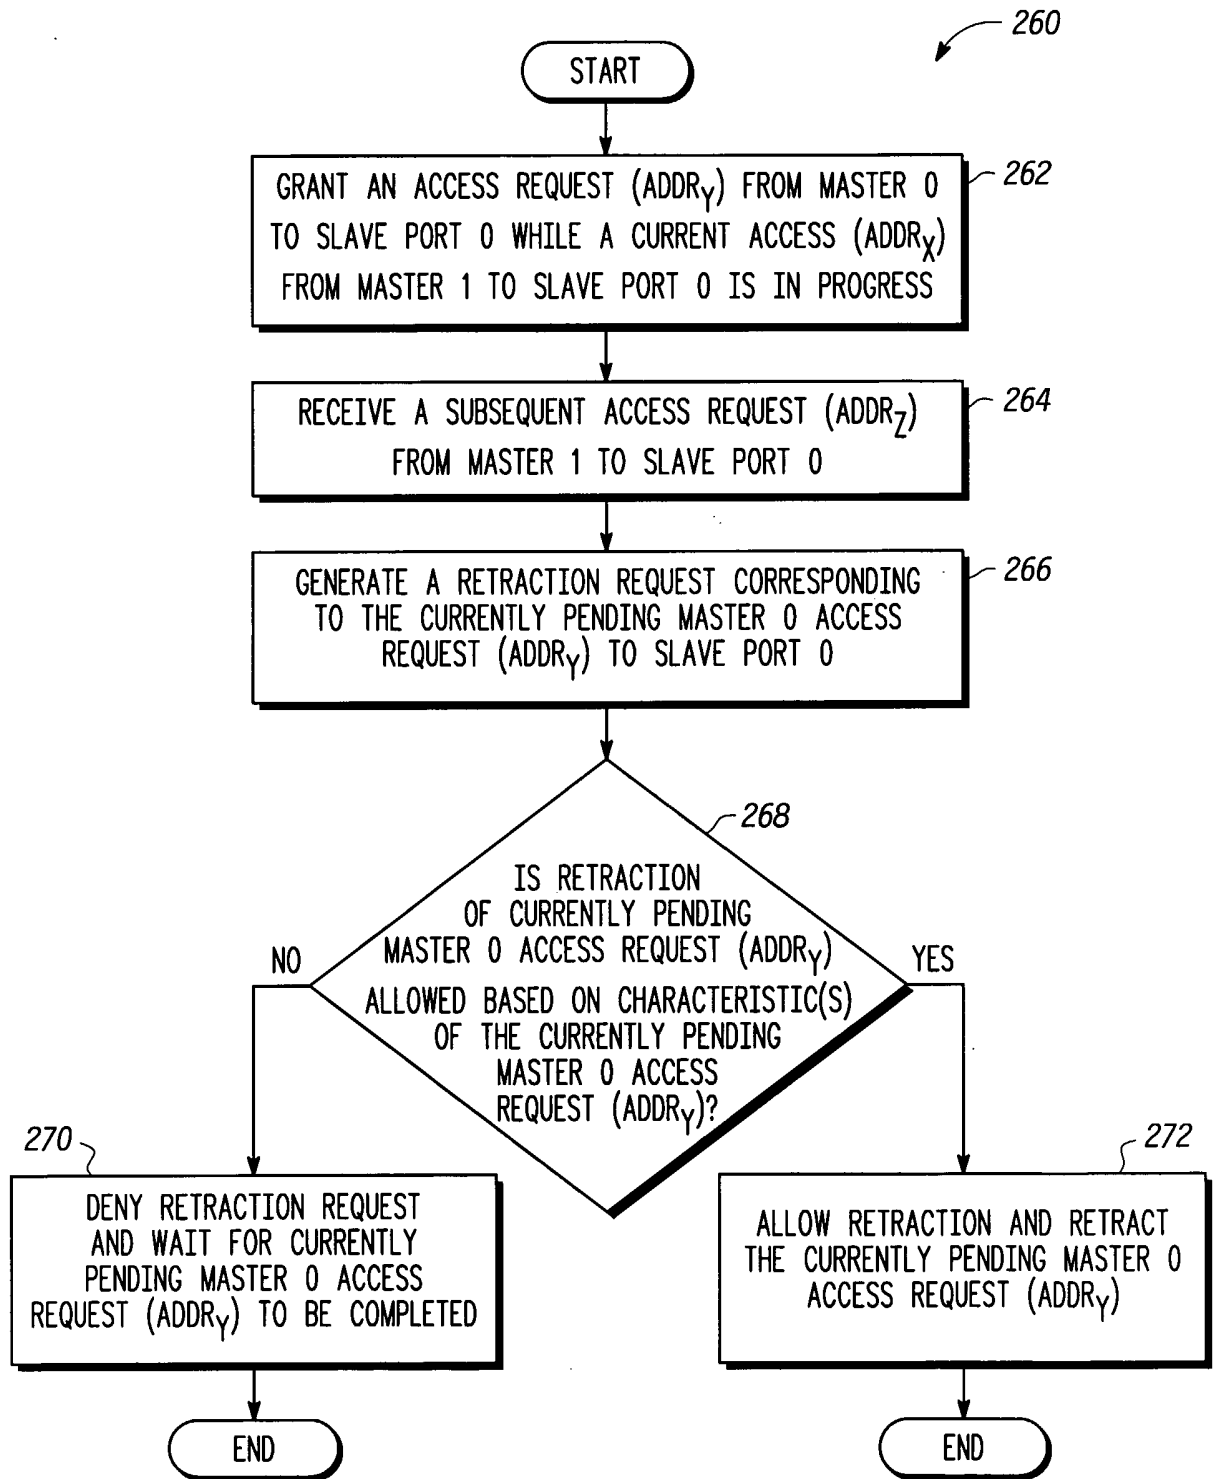 260
START
GRANT AN ACCESS REQUEST (ADDRY) FROM MASTER 0
TO SLAVE PORT 0 WHILE A CURRENT ACCESS (ADDRX)
FROM MASTER 1 TO SLAVE PORT 0 IS IN PROGRESS
262
RECEIVE A SUBSEQUENT ACCESS REQUEST (ADDRZ)
FROM MASTER 1 TO SLAVE PORT 0
264
GENERATE A RETRACTION REQUEST CORRESPONDING
TO THE CURRENTLY PENDING MASTER 0 ACCESS
REQUEST (ADDRY) TO SLAVE PORT 0
266
268
IS RETRACTION
OF CURRENTLY PENDING
MASTER 0 ACCESS REQUEST (ADDRY)
ALLOWED BASED ON CHARACTERISTIC(S)
OF THE CURRENTLY PENDING
MASTER 0 ACCESS
REQUEST (ADDRY)?
NO
YES
270
DENY RETRACTION REQUEST
AND WAIT FOR CURRENTLY
PENDING MASTER 0 ACCESS
REQUEST (ADDRY) TO BE COMPLETED
272
ALLOW RETRACTION AND RETRACT
THE CURRENTLY PENDING MASTER 0
ACCESS REQUEST (ADDRY)
END
END